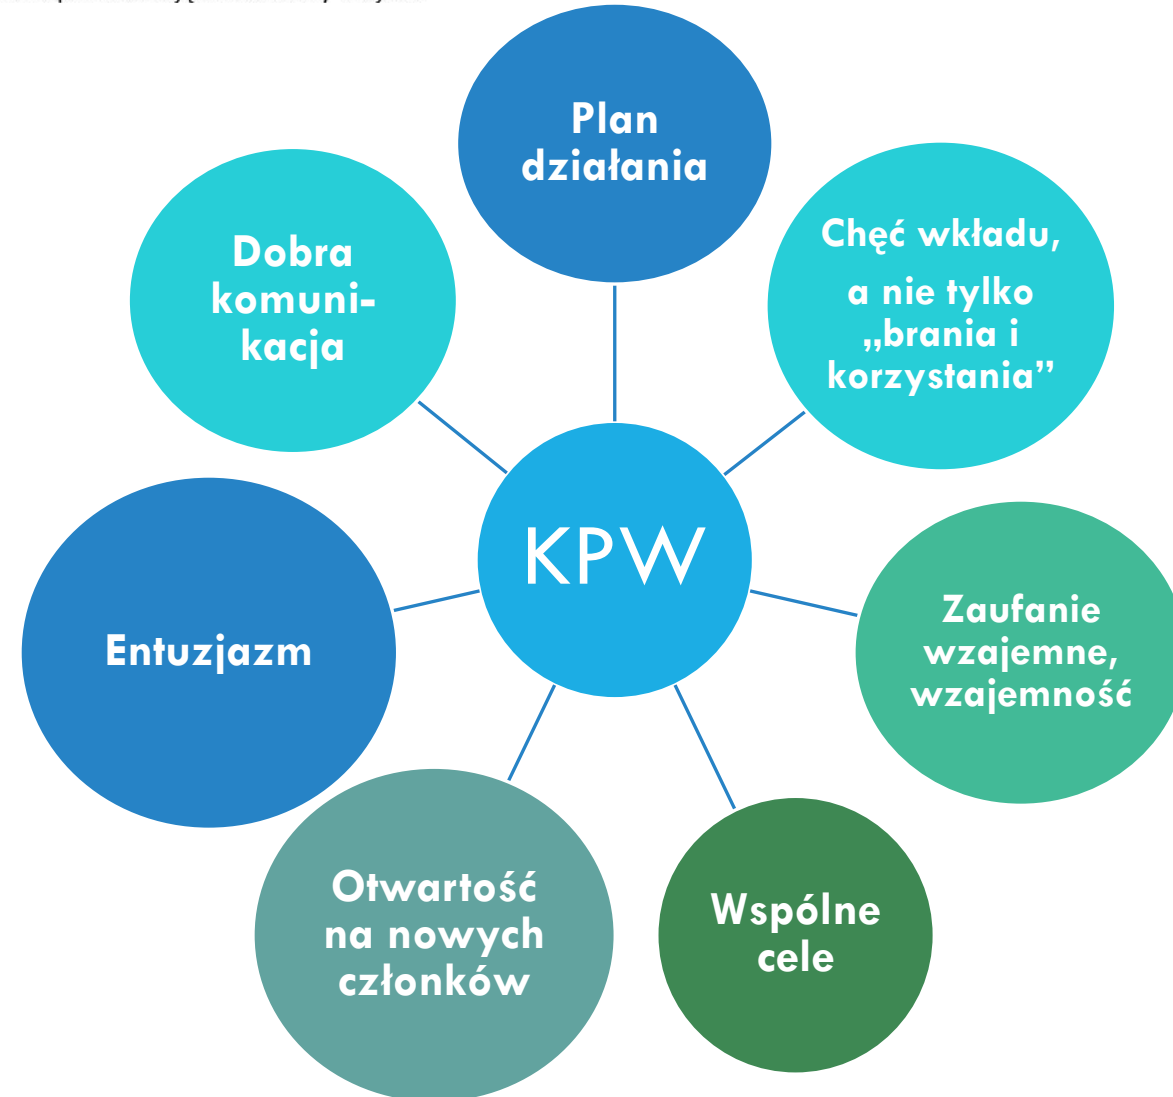 Plan
działania
Chęć wkładu,
a nie tylko
„brania i
korzystania”
Zaufanie
wzajemne,
wzajemność
Wspólne
cele
Otwartość
na nowych
członków
Entuzjazm
Dobra
komuni-
kacja
KPW